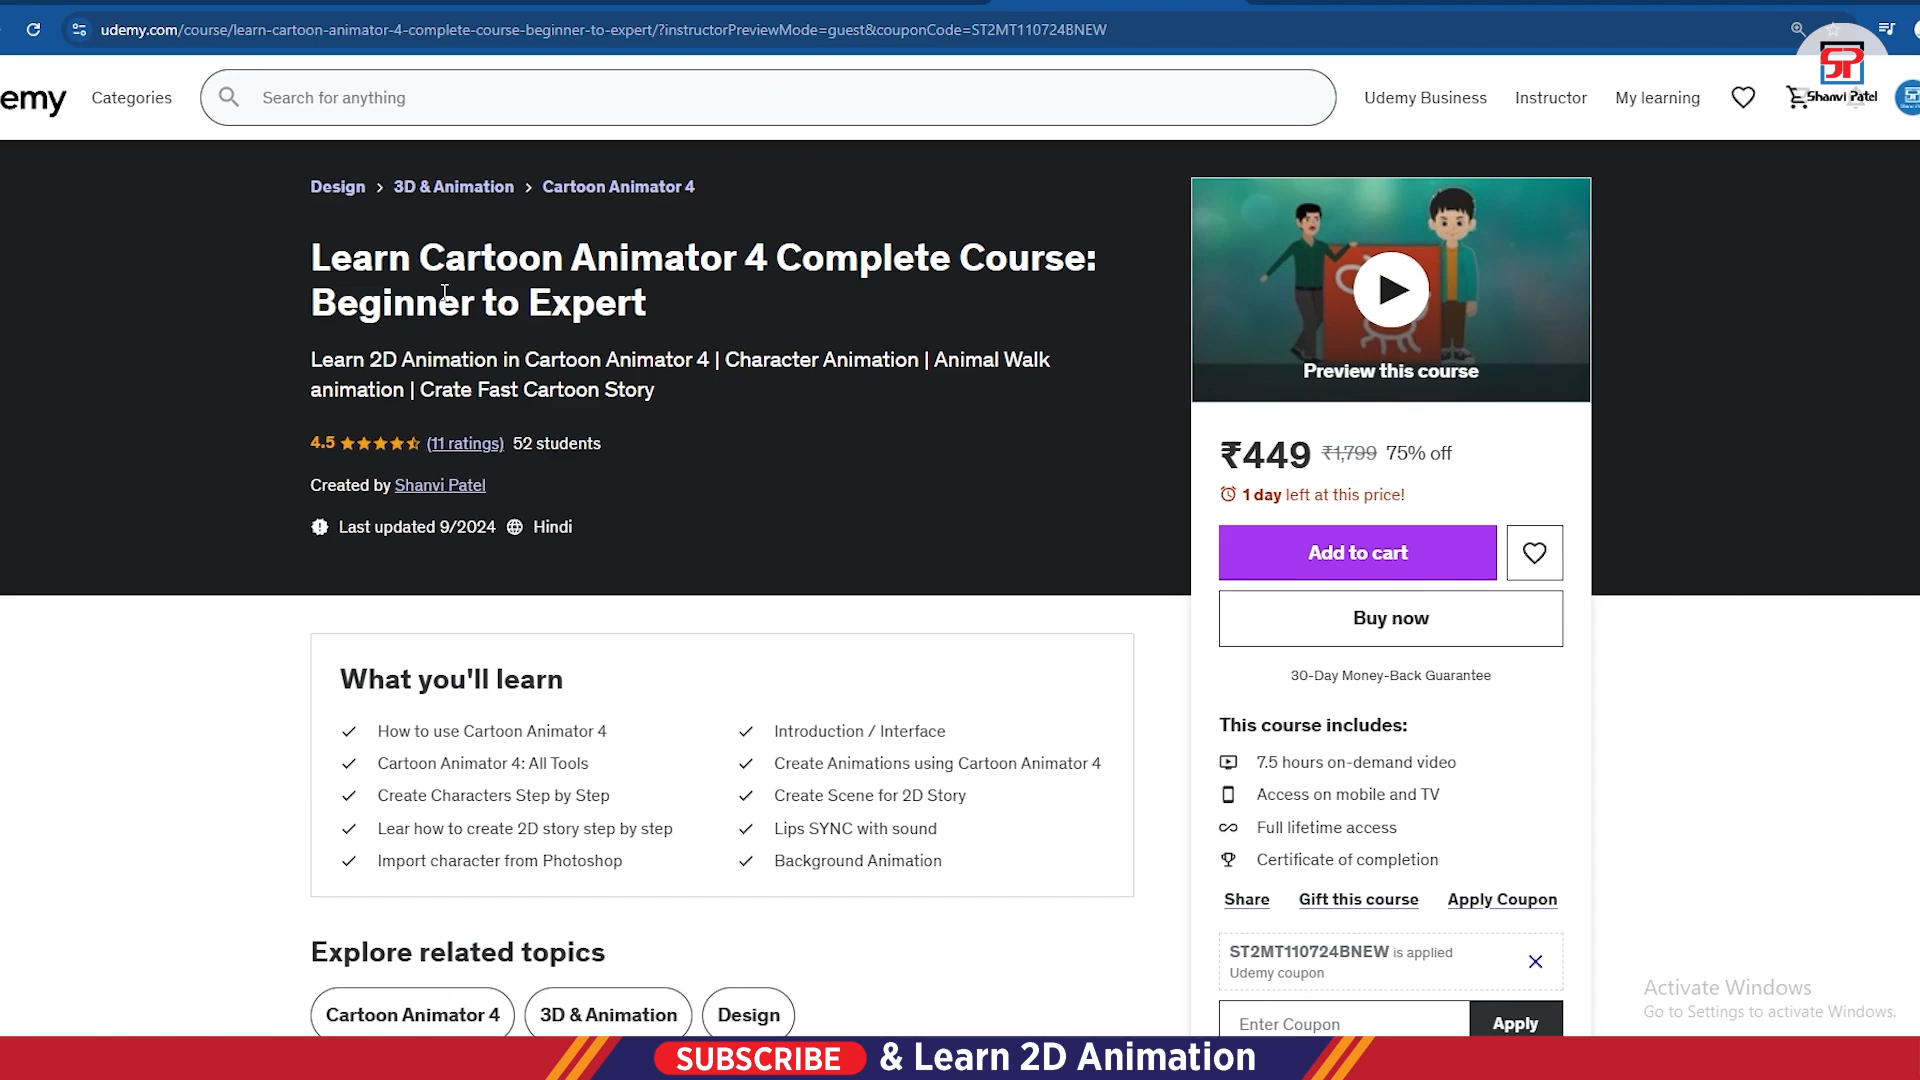 udemy.com/course/learn-cartoon-animator-4-complete-course-beginner-to-expert/?instructorPreviewMode=guest&couponCode=ST2MT110724BNEW
SP
emy
Categories
Search for anything
Udemy Business
Instructor
My learning
Shanvi Patel
Design > 3D & Animation > Cartoon Animator 4
Learn Cartoon Animator 4 Complete Course:
Beginner to Expert
Learn 2D Animation in Cartoon Animator 4 | Character Animation | Animal Walk
animation | Crate Fast Cartoon Story
4.5 (11 ratings) 52 students
Created by Shanvi Patel
Last updated 9/2024 Hindi
Preview this course
₹449 ₹1,799 75% off
1 day left at this price!
Add to cart
Buy now
30-Day Money-Back Guarantee
This course includes:
7.5 hours on-demand video
Access on mobile and TV
Full lifetime access
Certificate of completion
Share Gift this course Apply Coupon
ST2MT110724BNEW is applied
Udemy coupon
Enter Coupon
Apply
What you'll learn
How to use Cartoon Animator 4
Cartoon Animator 4: All Tools
Create Characters Step by Step
Lear how to create 2D story step by step
Import character from Photoshop
Introduction / Interface
Create Animations using Cartoon Animator 4
Create Scene for 2D Story
Lips SYNC with sound
Background Animation
Explore related topics
Cartoon Animator 4
3D & Animation
Design
Activate Windows
Go to Settings to activate Windows.
SUBSCRIBE & Learn 2D Animation